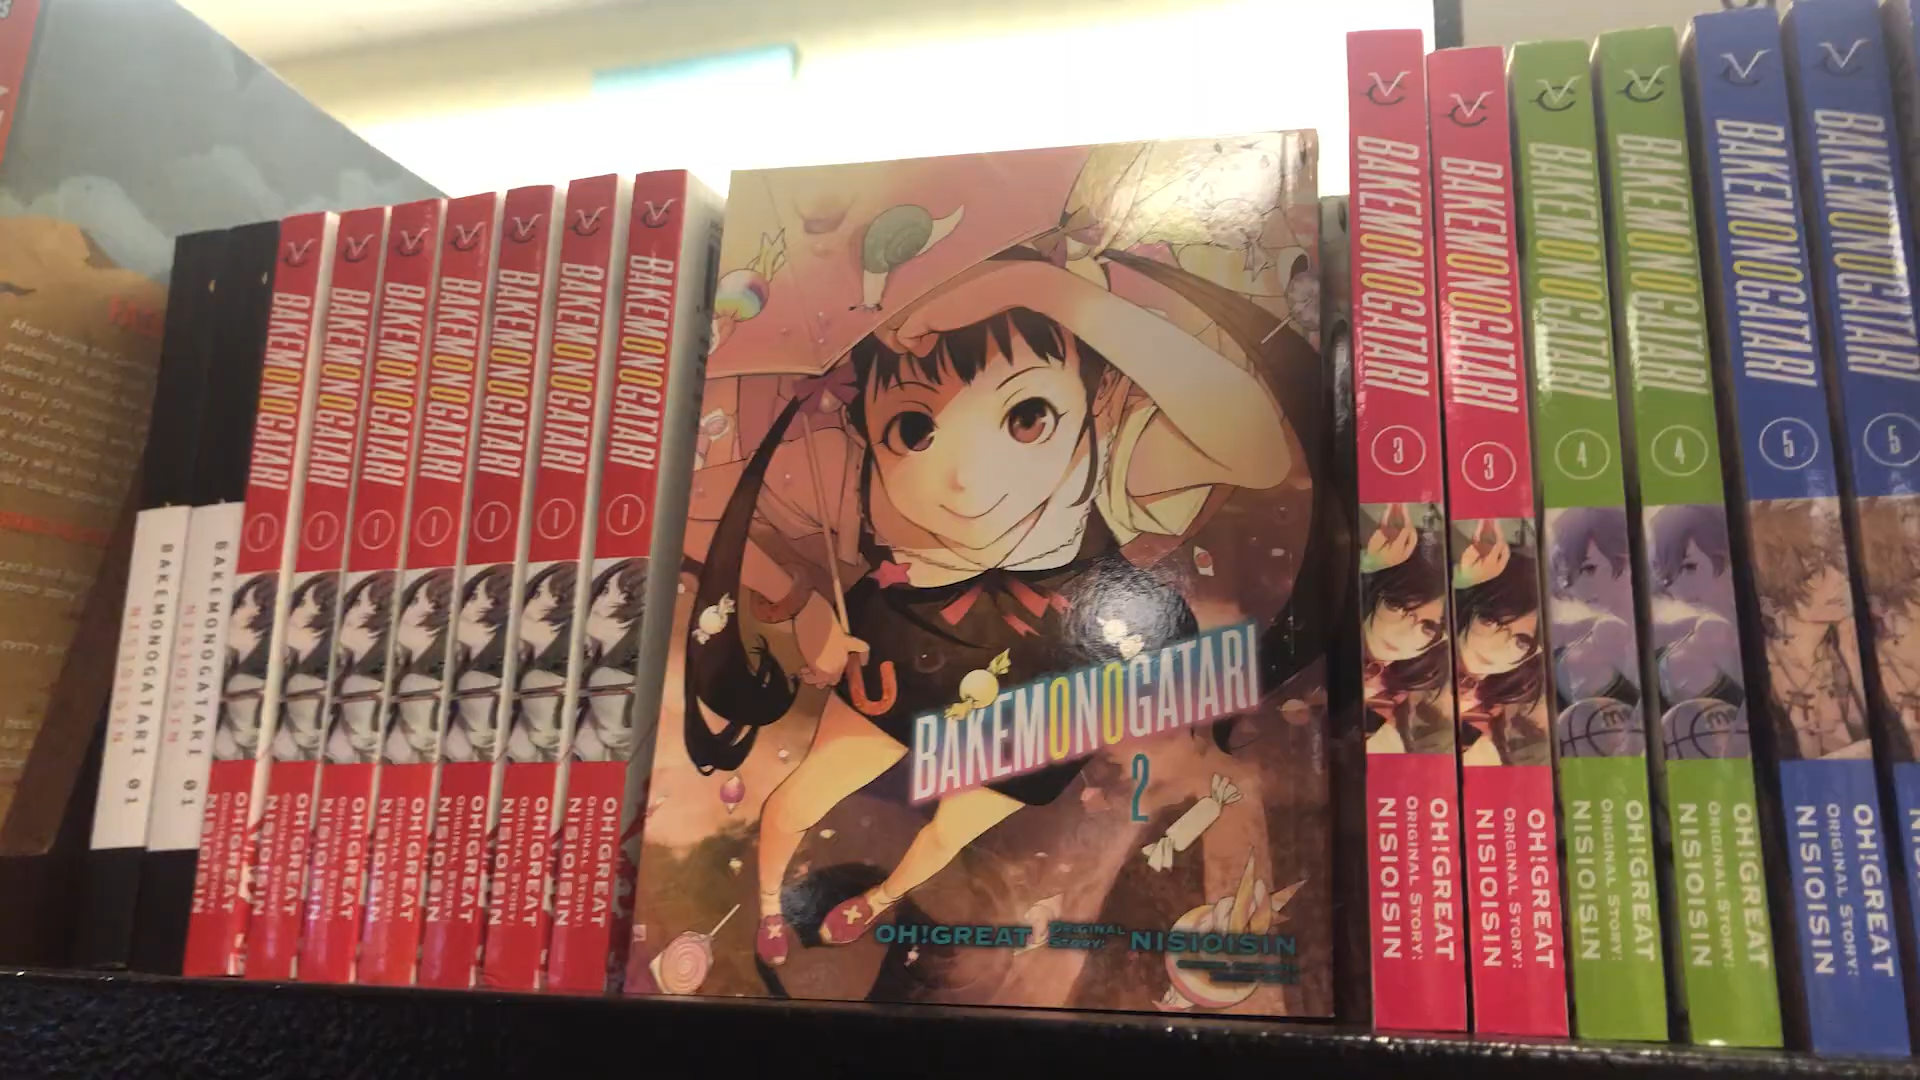 BAKEMONOGATARI 01
NISIOISIN
BAKEMONOGATARI 01
NISIOISIN
BAKEMONOGATARI 1
OH!GREAT
ORIGINAL STORY:
NISIOISIN
BAKEMONOGATARI 1
OH!GREAT
ORIGINAL STORY:
NISIOISIN
BAKEMONOGATARI 1
OH!GREAT
ORIGINAL STORY:
NISIOISIN
BAKEMONOGATARI 1
OH!GREAT
ORIGINAL STORY:
NISIOISIN
BAKEMONOGATARI 1
OH!GREAT
ORIGINAL STORY:
NISIOISIN
BAKEMONOGATARI 1
OH!GREAT
ORIGINAL STORY:
NISIOISIN
BAKEMONOGATARI 1
OH!GREAT
ORIGINAL STORY:
NISIOISIN
BAKEMONOGATARI
2
OH!GREAT ORIGINAL STORY: NISIOISIN
BAKEMONOGATARI 3
OH!GREAT
ORIGINAL STORY:
NISIOISIN
BAKEMONOGATARI 3
OH!GREAT
ORIGINAL STORY:
NISIOISIN
BAKEMONOGATARI 4
OH!GREAT
ORIGINAL STORY:
NISIOISIN
BAKEMONOGATARI 4
OH!GREAT
ORIGINAL STORY:
NISIOISIN
BAKEMONOGATARI 5
OH!GREAT
ORIGINAL STORY:
NISIOISIN
BAKEMONOGATARI 5